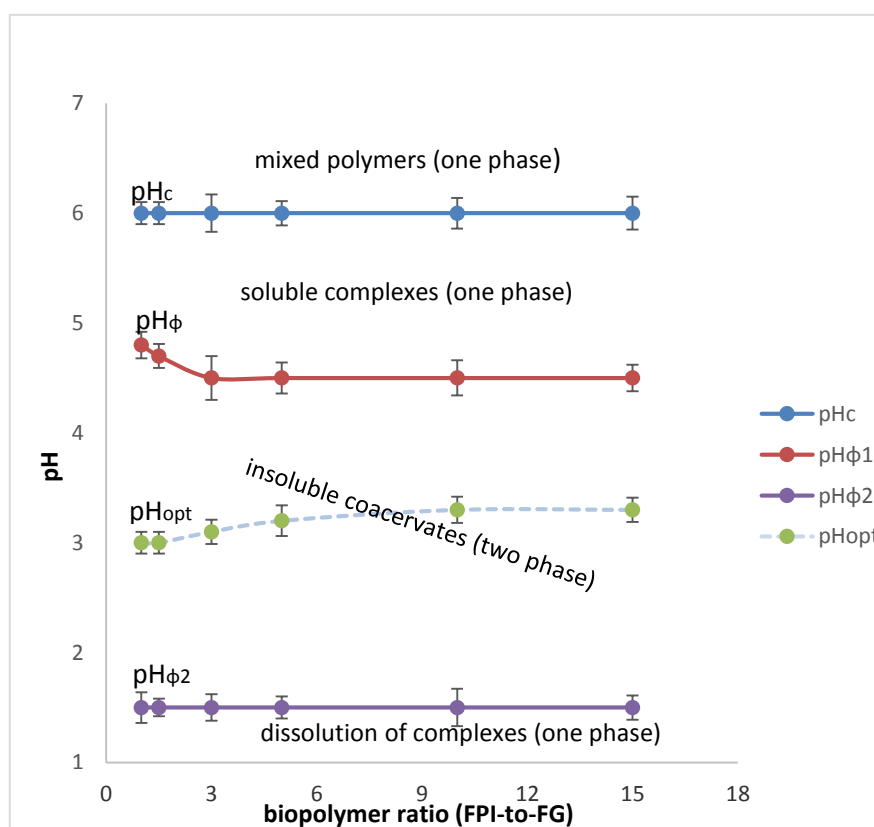 7
mixed polymers (one phase)
pHc
6
soluble complexes (one phase)
pHϕ
5
pHc
pHϕ1
4
pHϕ2
pH
insoluble coacervates (two phase)
pHopt
pHopt
3
2
pHϕ2
dissolution of complexes (one phase)
1
0 3 6 9 12 15 18
biopolymer ratio (FPI-to-FG)